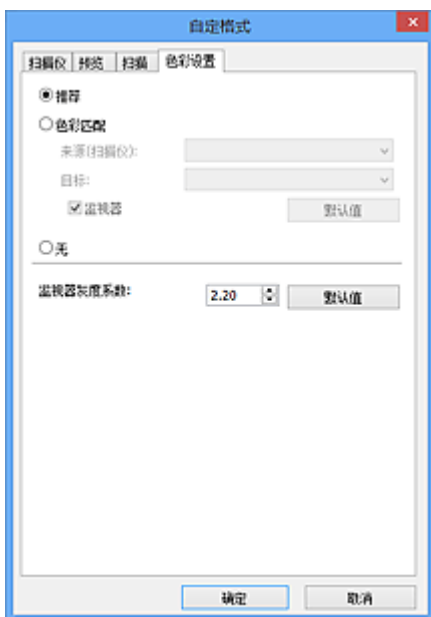 自定格式
扫描仪 预览 扫描 色彩设置
推荐
色彩匹配
来源(扫描仪):
目标:
监视器 默认值
无
监视器灰度系数: 2.20 默认值
确定 取消